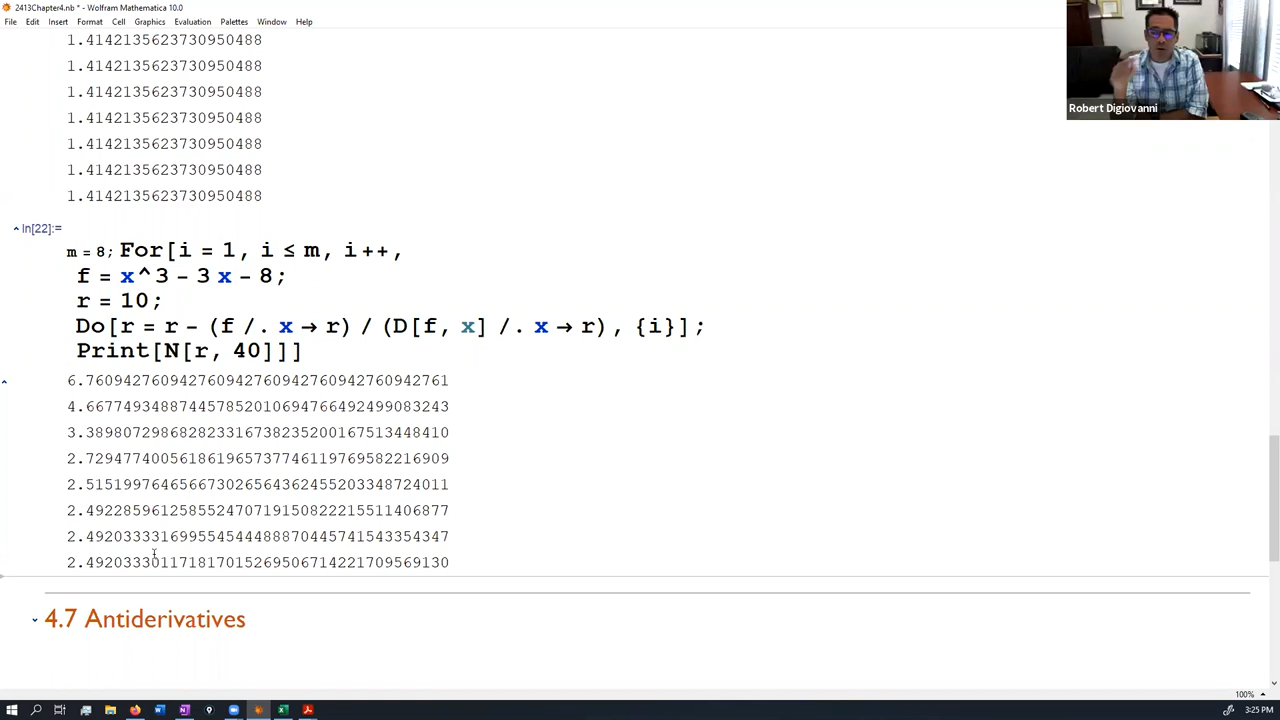 2413Chapter4.nb * - Wolfram Mathematica 10.0
File Edit Insert Format Cell Graphics Evaluation Palettes Window Help
1.4142135623730950488
1.4142135623730950488
1.4142135623730950488
1.4142135623730950488
1.4142135623730950488
1.4142135623730950488
1.4142135623730950488
Robert Digiovanni
In[22]:=
m = 8; For[i = 1, i ≤ m, i++,
f = x^3 - 3 x - 8;
r = 10;
Do[r = r - (f /. x → r) / (D[f, x] /. x → r), {i}];
Print[N[r, 40]]]
6.760942760942760942760942760942760942761
4.667749348874457852010694766492499083243
3.389807298682823316738235200167513448410
2.729477400561861965737746119769582216909
2.515199764656673026564362455203348724011
2.492285961258552470719150822215511406877
2.492033331699554544488870445741543354347
2.492033301171817015269506714221709569130
4.7 Antiderivatives
100%
3:25 PM